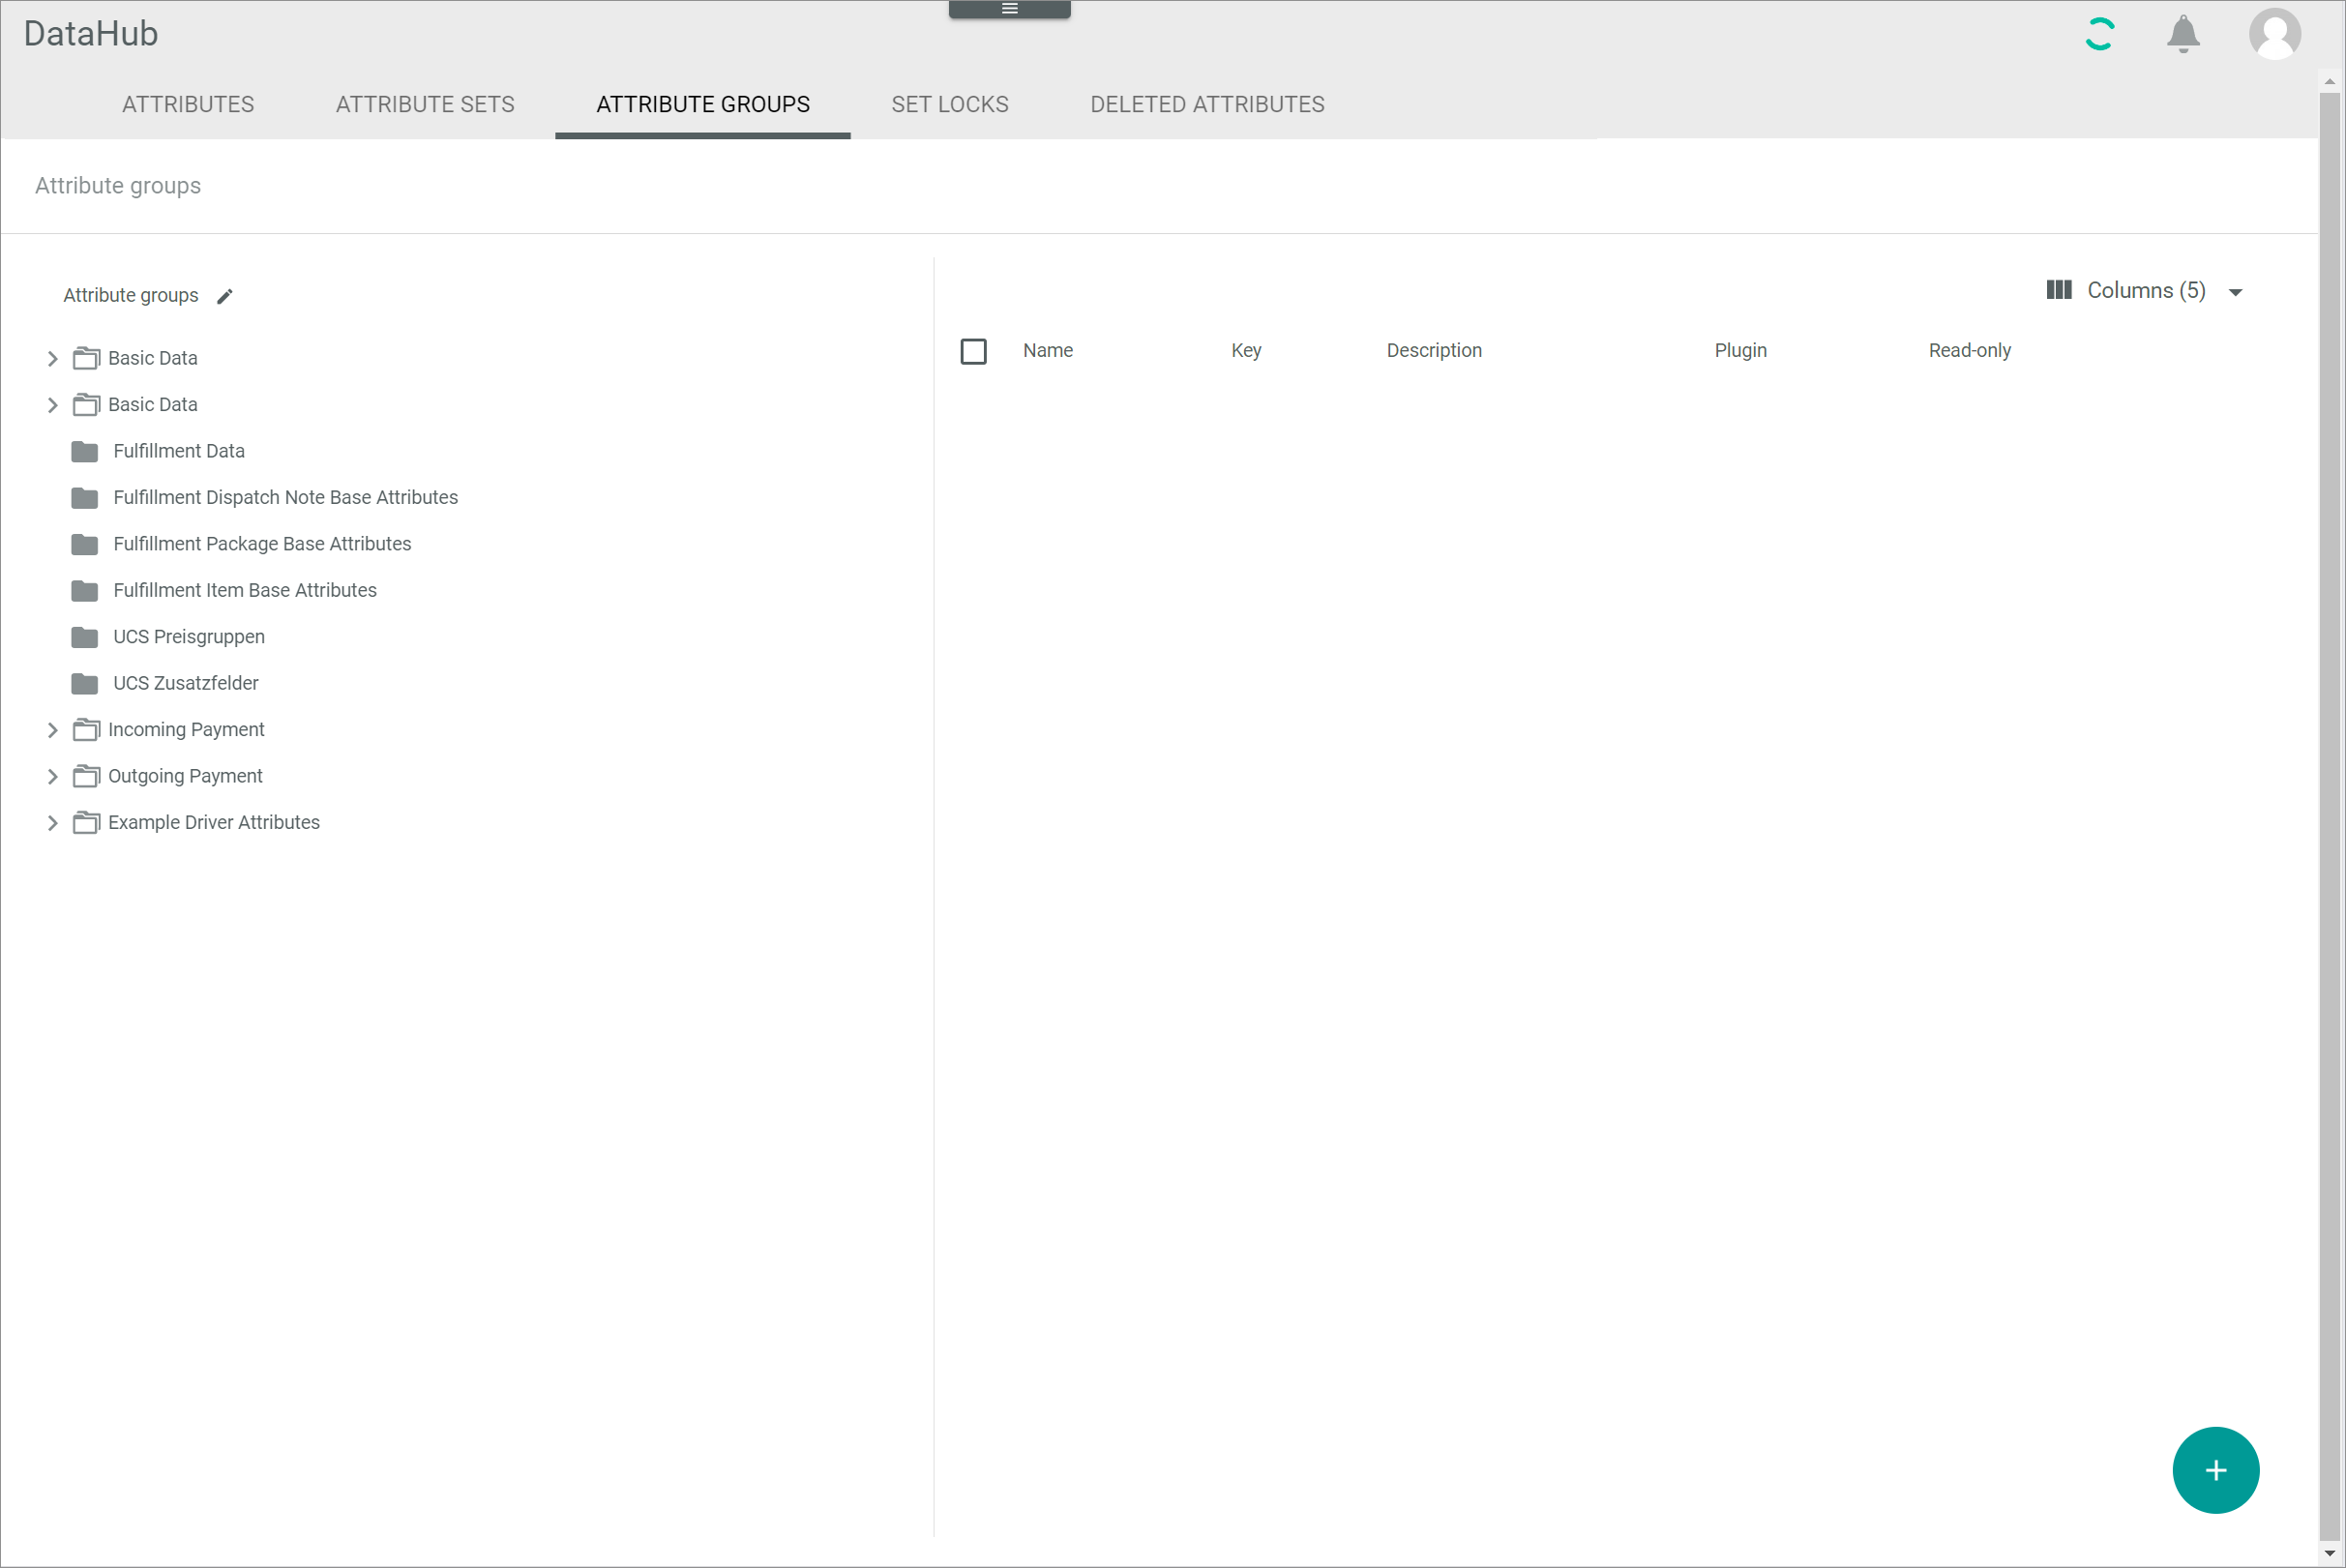 DataHub
ATTRIBUTES ATTRIBUTE SETS ATTRIBUTE GROUPS SET LOCKS DELETED ATTRIBUTES
Attribute groups
Attribute groups
Columns (5)
Name Key Description Plugin Read-only
Basic Data
Basic Data
Fulfillment Data
Fulfillment Dispatch Note Base Attributes
Fulfillment Package Base Attributes
Fulfillment Item Base Attributes
UCS Preisgruppen
UCS Zusatzfelder
Incoming Payment
Outgoing Payment
Example Driver Attributes